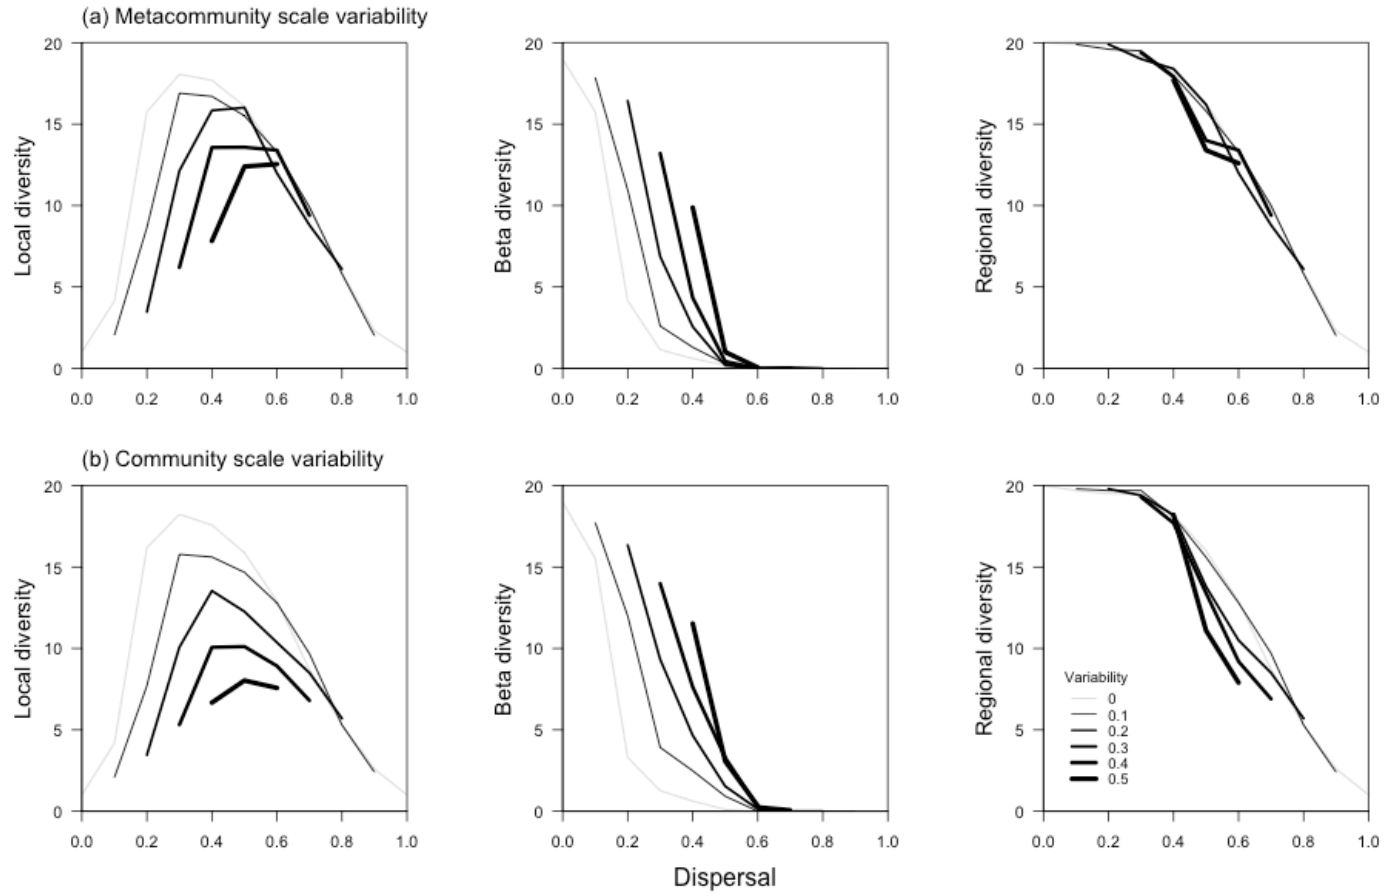 (a) Metacommunity scale variability
Local diversity
20
15
10
5
0
0.0 0.2 0.4 0.6 0.8 1.0
Beta diversity
20
15
10
5
0
0.0 0.2 0.4 0.6 0.8 1.0
Regional diversity
20
15
10
5
0
0.0 0.2 0.4 0.6 0.8 1.0
(b) Community scale variability
Local diversity
20
15
10
5
0
0.0 0.2 0.4 0.6 0.8 1.0
Beta diversity
20
15
10
5
0
0.0 0.2 0.4 0.6 0.8 1.0
Regional diversity
20
15
10
5
0
Variability
0
0.1
0.2
0.3
0.4
0.5
0.0 0.2 0.4 0.6 0.8 1.0
Dispersal